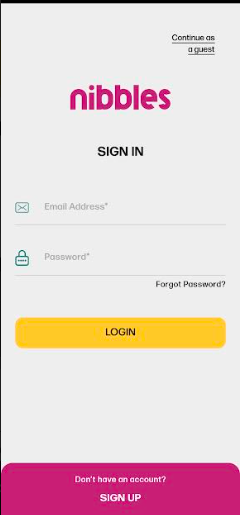 Continue as
a guest
nibbles
SIGN IN
Email Address*
Password*
Forgot Password?
LOGIN
Don't have an account?
SIGN UP